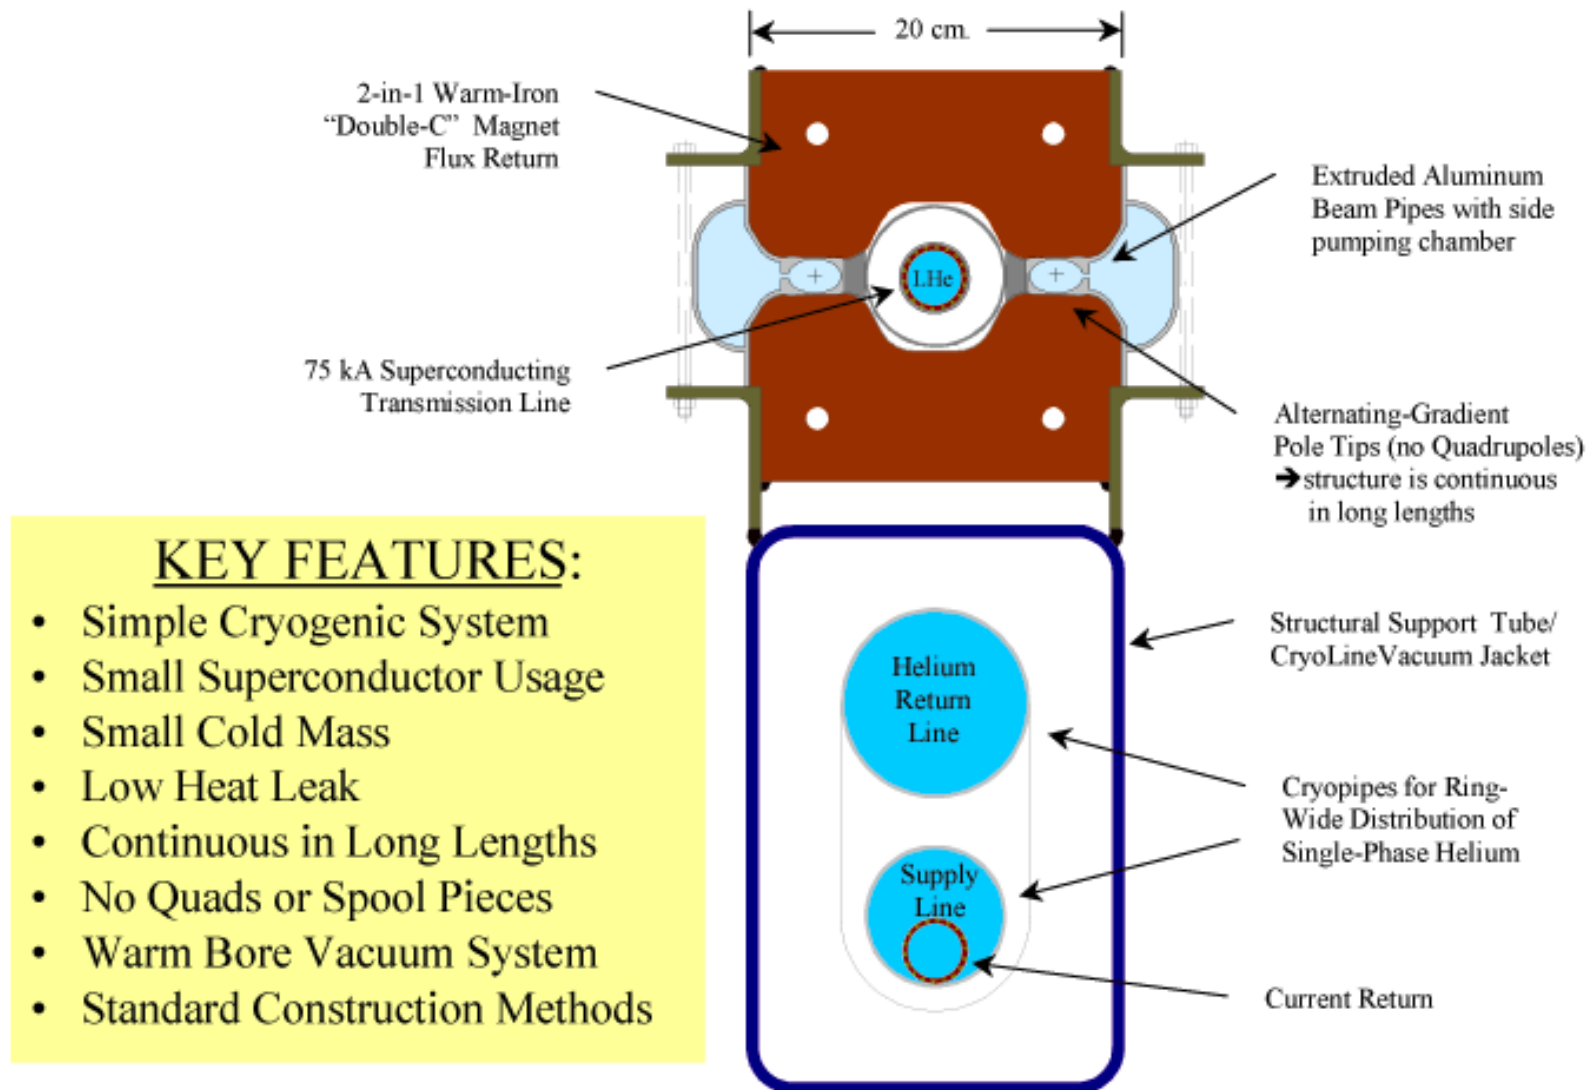 20 cm.
2-in-1 Warm-Iron
“Double-C” Magnet
Flux Return
Extruded Aluminum
Beam Pipes with side
pumping chamber
LHe
75 kA Superconducting
Transmission Line
Alternating-Gradient
Pole Tips (no Quadrupoles)
➔structure is continuous
in long lengths
KEY FEATURES:
• Simple Cryogenic System
• Small Superconductor Usage
• Small Cold Mass
• Low Heat Leak
• Continuous in Long Lengths
• No Quads or Spool Pieces
• Warm Bore Vacuum System
• Standard Construction Methods
Structural Support Tube/
CryoLineVacuum Jacket
Helium
Return
Line
Cryopipes for Ring-
Wide Distribution of
Single-Phase Helium
Supply
Line
Current Return